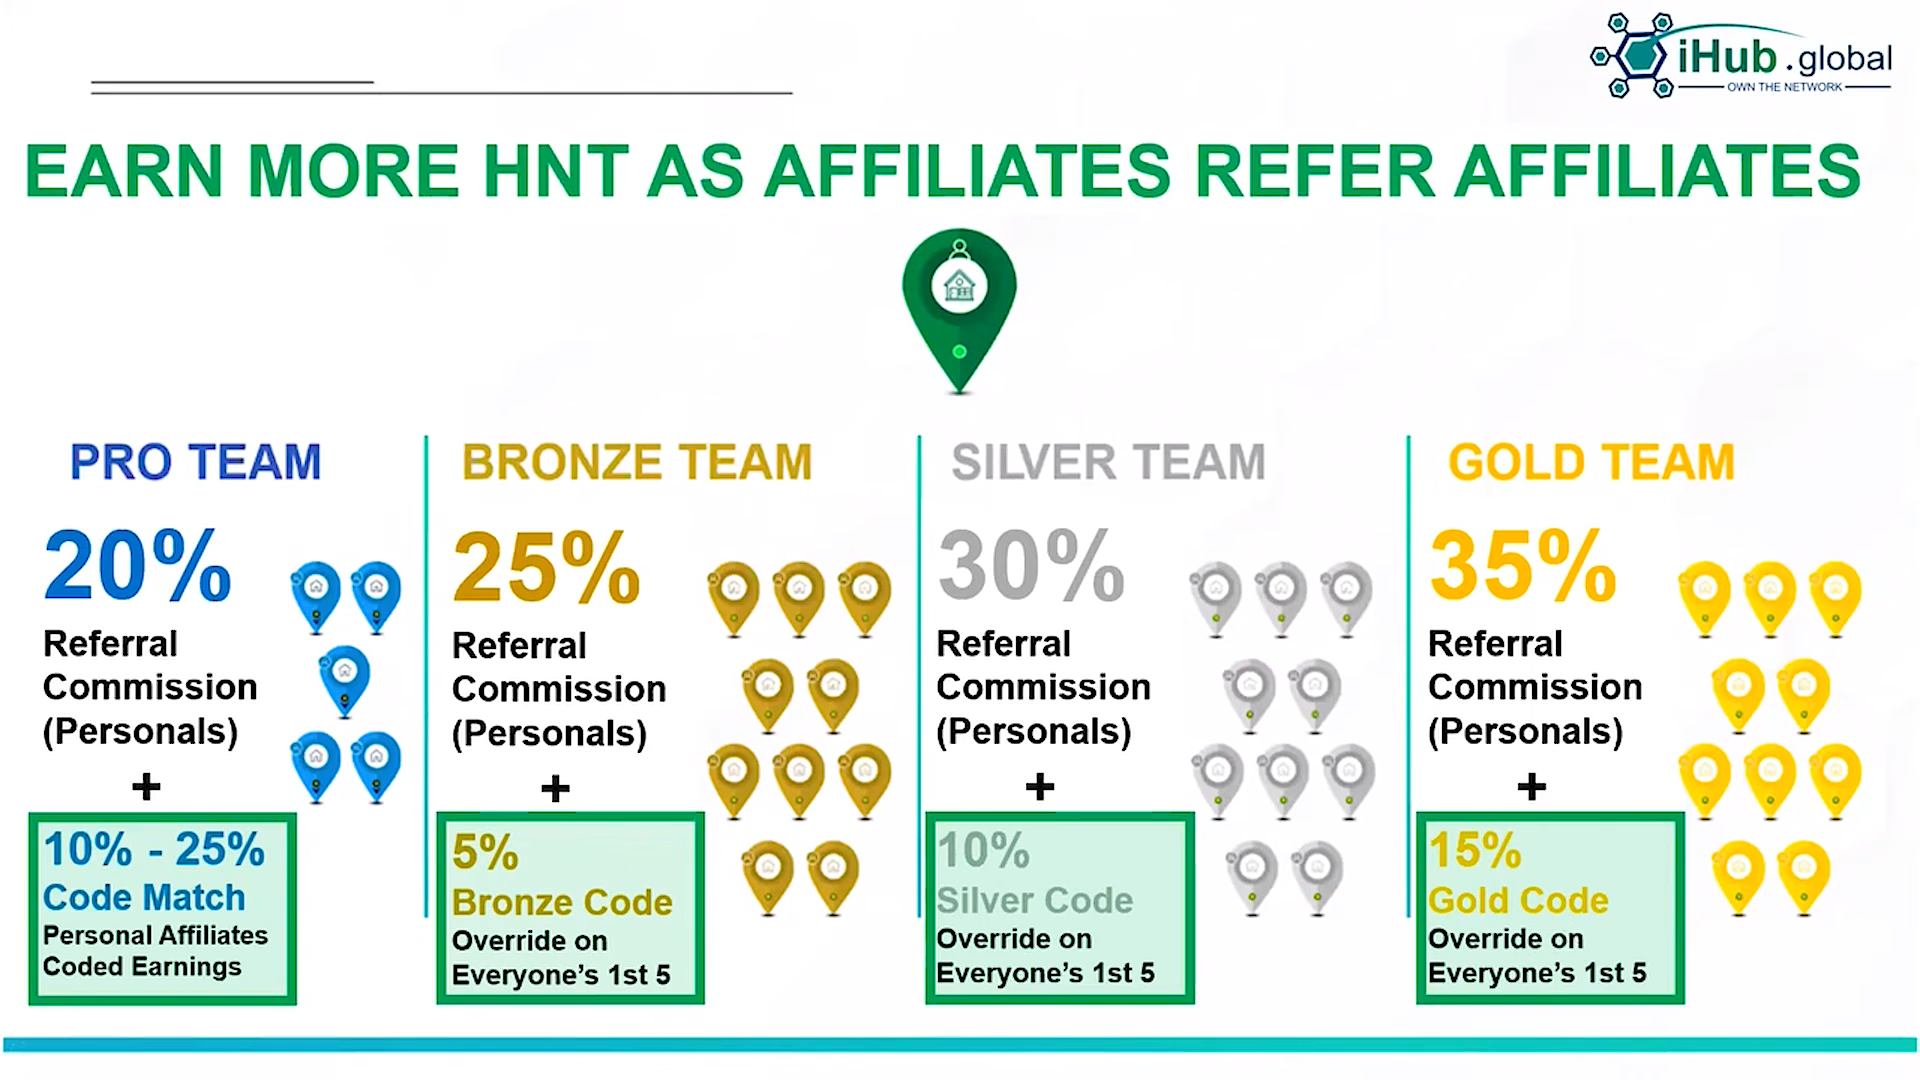 iHub.global
OWN THE NETWORK
EARN MORE HNT AS AFFILIATES REFER AFFILIATES
PRO TEAM
20%
Referral
Commission
(Personals)
+
10% - 25%
Code Match
Personal Affiliates
Coded Earnings
BRONZE TEAM
25%
Referral
Commission
(Personals)
+
5%
Bronze Code
Override on
Everyone’s 1st 5
SILVER TEAM
30%
Referral
Commission
(Personals)
+
10%
Silver Code
Override on
Everyone’s 1st 5
GOLD TEAM
35%
Referral
Commission
(Personals)
+
15%
Gold Code
Override on
Everyone’s 1st 5